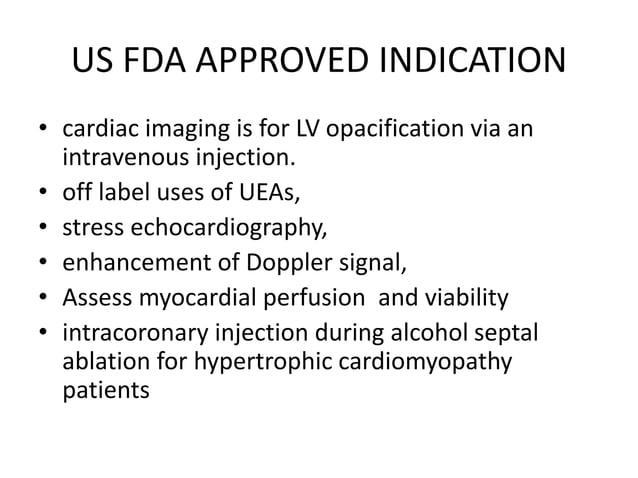 US FDA APPROVED INDICATION
• cardiac imaging is for LV opacification via an
intravenous injection.
• off label uses of UEAs,
• stress echocardiography,
• enhancement of Doppler signal,
• Assess myocardial perfusion  and viability
• intracoronary injection during alcohol septal
ablation for hypertrophic cardiomyopathy
patients